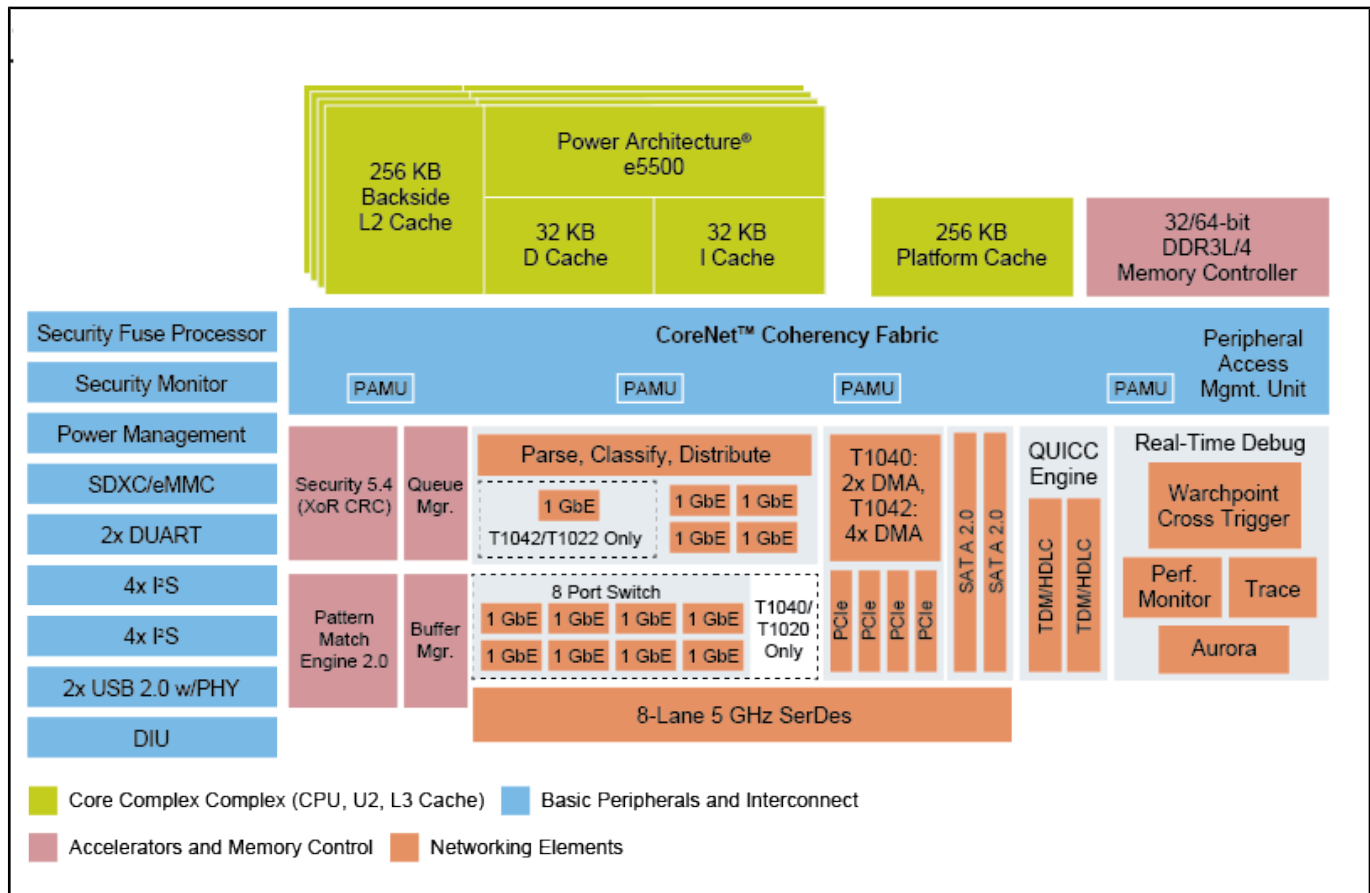 Power Architecture®
e5500
256 KB
Backside
L2 Cache
32 KB
D Cache
32 KB
I Cache
256 KB
Platform Cache
32/64-bit
DDR3L/4
Memory Controller
Security Fuse Processor
Security Monitor
Power Management
SDXC/eMMC
2x DUART
4x I²S
4x I²S
2x USB 2.0 w/PHY
DIU
CoreNet™ Coherency Fabric
Peripheral
Access
Mgmt. Unit
PAMU
PAMU
PAMU
PAMU
Security 5.4
(XoR CRC)
Queue
Mgr.
Pattern
Match
Engine 2.0
Buffer
Mgr.
Parse, Classify, Distribute
1 GbE
T1042/T1022 Only
1 GbE 1 GbE
1 GbE 1 GbE
8 Port Switch
1 GbE 1 GbE 1 GbE 1 GbE
1 GbE 1 GbE 1 GbE 1 GbE
T1040/
T1020
Only
T1040:
2x DMA,
T1042:
4x DMA
PCIe
PCIe
PCIe
PCIe
SAT A 2.0
SAT A 2.0
QUICC
Engine
TDM/HDLC
TDM/HDLC
Real-Time Debug
Warchpoint
Cross Trigger
Perf.
Monitor
Trace
Aurora
8-Lane 5 GHz SerDes
Core Complex Complex (CPU, U2, L3 Cache)
Basic Peripherals and Interconnect
Accelerators and Memory Control
Networking Elements